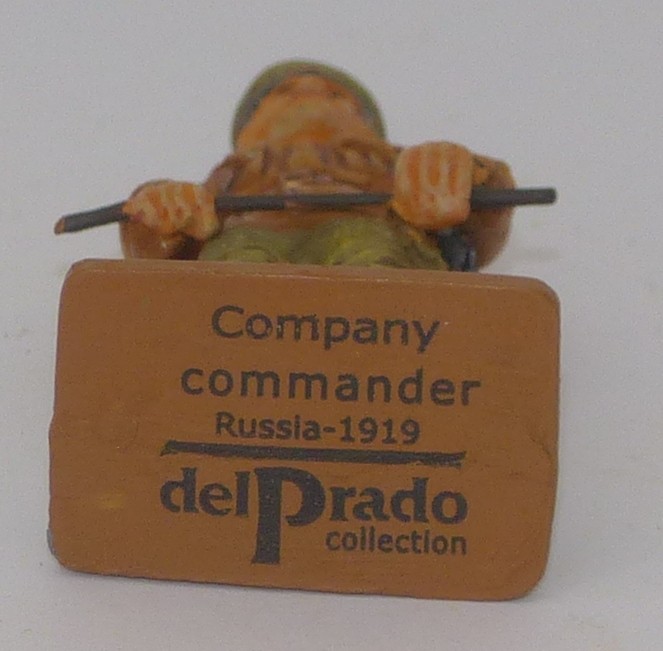 Company
commander
Russia-1919
delPrado
collection